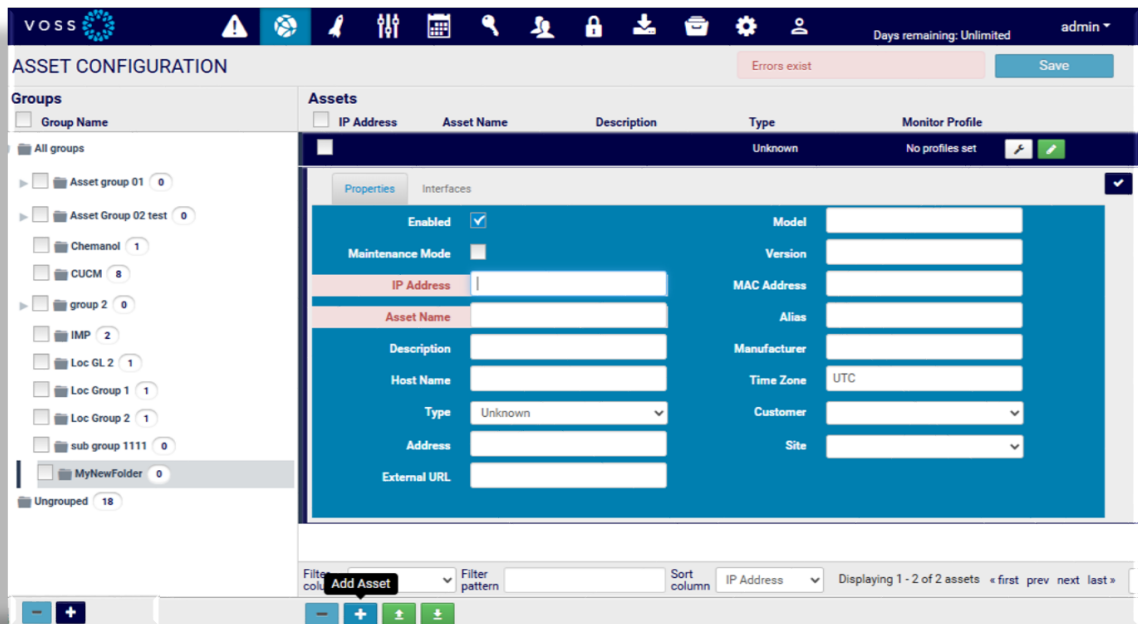 VOSS
Days remaining: Unlimited
admin
ASSET CONFIGURATION
Errors exist
Save
Groups
Group Name
All groups
Asset group 01 0
Asset Group 02 test 0
Chemanol 1
CUCM 8
group 2 0
IMP 2
Loc GL 2 1
Loc Group 1 1
Loc Group 2 1
sub group 1111 0
MyNewFolder 0
Ungrouped 18
Assets
IP Address Asset Name Description Type Monitor Profile
Unknown No profiles set
Properties Interfaces
Enabled
Maintenance Mode
IP Address
Asset Name
Description
Host Name
Type Unknown
Address
External URL
Model
Version
MAC Address
Alias
Manufacturer
Time Zone UTC
Customer
Site
Add Asset
Filter
pattern
Sort
column
IP Address
Displaying 1 - 2 of 2 assets « first prev next last »